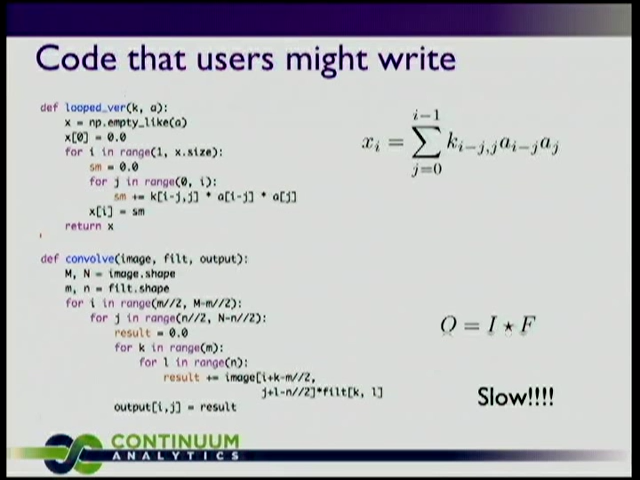 Code that users might write
def looped_ver(k, a):
x = np.empty_like(a)
x[0] = 0.0
for i in range(1, x.size):
sm = 0.0
for j in range(0, i):
sm += k[i-j,j] * a[i-j] * a[j]
x[i] = sm
return x
x_i = \sum_{j=0}^{i-1} k_{i-j,j} a_{i-j} a_j
def convolve(image, filt, output):
M, N = image.shape
m, n = filt.shape
for i in range(m//2, M-m//2):
for j in range(n//2, N-n//2):
result = 0.0
for k in range(m):
for l in range(n):
result += image[i+k-m//2,
j+l-n//2]*filt[k, l]
output[i,j] = result
O = I ⋆ F
Slow!!!!
CONTINUUM
ANALYTICS